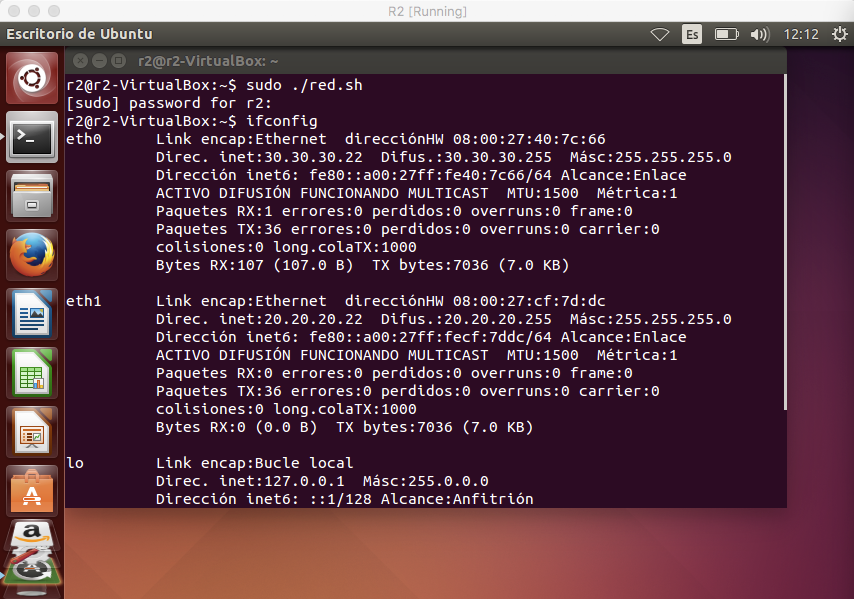 R2 [Running]
Escritorio de Ubuntu
Es
12:12
r2@r2-VirtualBox: ~
r2@r2-VirtualBox:~$ sudo ./red.sh
[sudo] password for r2:
r2@r2-VirtualBox:~$ ifconfig
eth0 Link encap:Ethernet direcciónHW 08:00:27:40:7c:66
Direc. inet:30.30.30.22 Difus.:30.30.30.255 Másc:255.255.255.0
Dirección inet6: fe80::a00:27ff:fe40:7c66/64 Alcance:Enlace
ACTIVO DIFUSIÓN FUNCIONANDO MULTICAST MTU:1500 Métrica:1
Paquetes RX:1 errores:0 perdidos:0 overruns:0 frame:0
Paquetes TX:36 errores:0 perdidos:0 overruns:0 carrier:0
colisiones:0 long.colaTX:1000
Bytes RX:107 (107.0 B) TX bytes:7036 (7.0 KB)
eth1 Link encap:Ethernet direcciónHW 08:00:27:cf:7d:dc
Direc. inet:20.20.20.22 Difus.:20.20.20.255 Másc:255.255.255.0
Dirección inet6: fe80::a00:27ff:fecf:7ddc/64 Alcance:Enlace
ACTIVO DIFUSIÓN FUNCIONANDO MULTICAST MTU:1500 Métrica:1
Paquetes RX:0 errores:0 perdidos:0 overruns:0 frame:0
Paquetes TX:36 errores:0 perdidos:0 overruns:0 carrier:0
colisiones:0 long.colaTX:1000
Bytes RX:0 (0.0 B) TX bytes:7036 (7.0 KB)
lo Link encap:Bucle local
Direc. inet:127.0.0.1 Másc:255.0.0.0
Dirección inet6: ::1/128 Alcance:Anfitrión